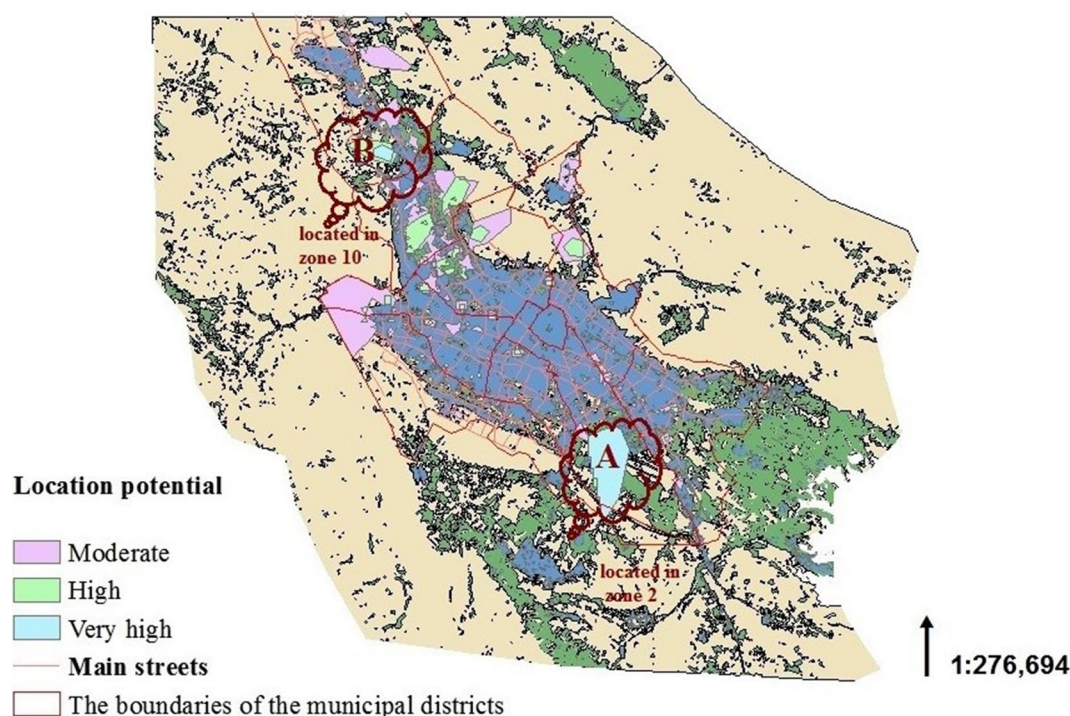 B
located in
zone 10
A
located in
zone 2
Location potential
Moderate
High
Very high
Main streets
The boundaries of the municipal districts
1:276,694